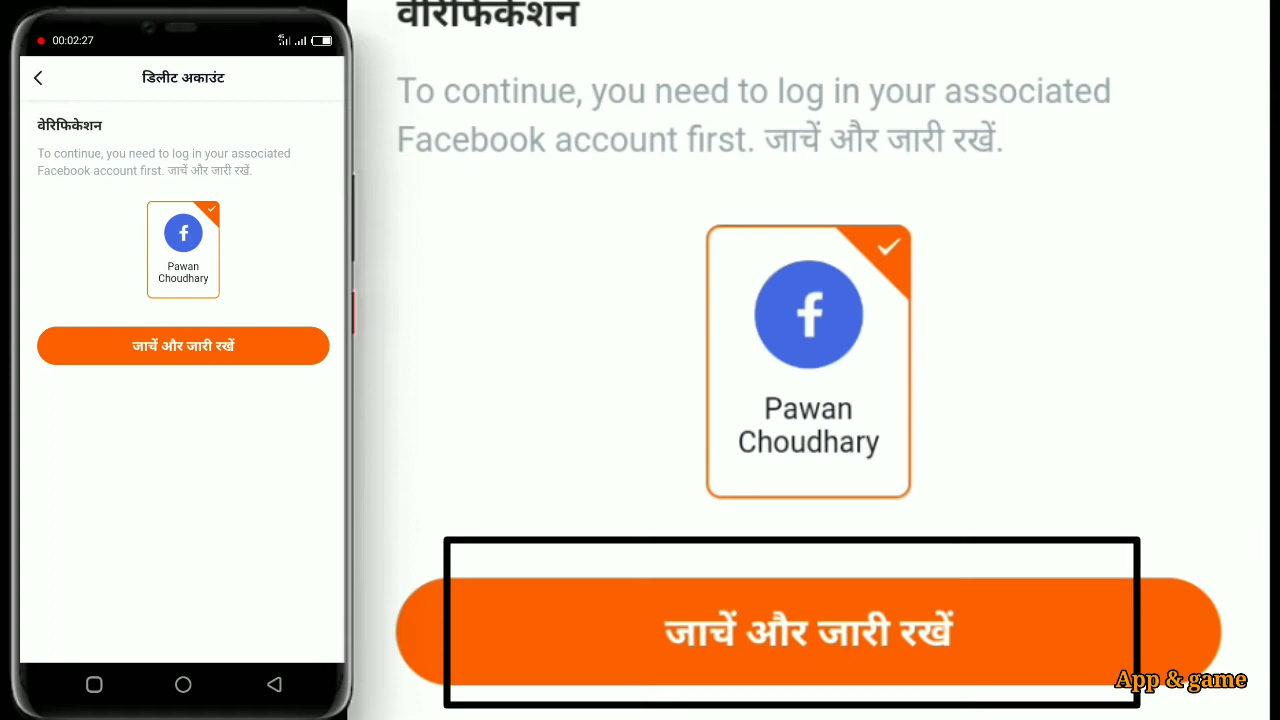 00:02:27
डिलीट अकाउंट
वेरिफिकेशन
To continue, you need to log in your associated
Facebook account first. जाचें और जारी रखें.
Pawan
Choudhary
जाचें और जारी रखें
वेरिफिकेशन
To continue, you need to log in your associated
Facebook account first. जाचें और जारी रखें.
Pawan
Choudhary
जाचें और जारी रखें
App & game